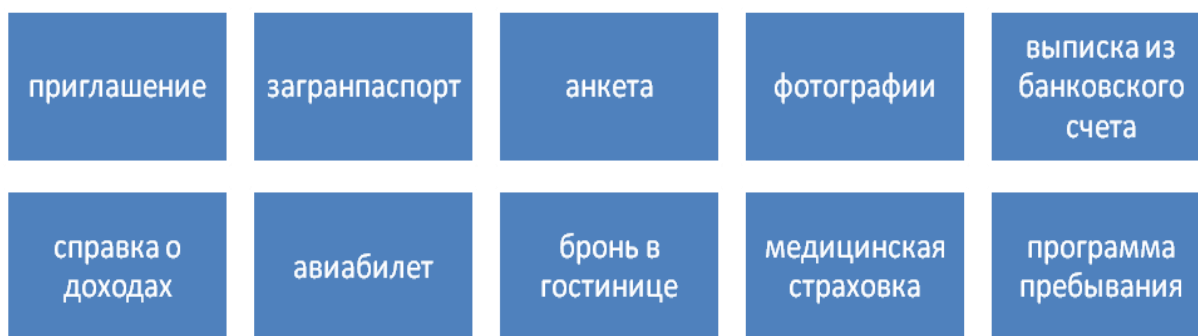 приглашение
загранпаспорт
анкета
фотографии
выписка из
банковского
счета
справка о
доходах
авиабилет
бронь в
гостинице
медицинская
страховка
программа
пребывания